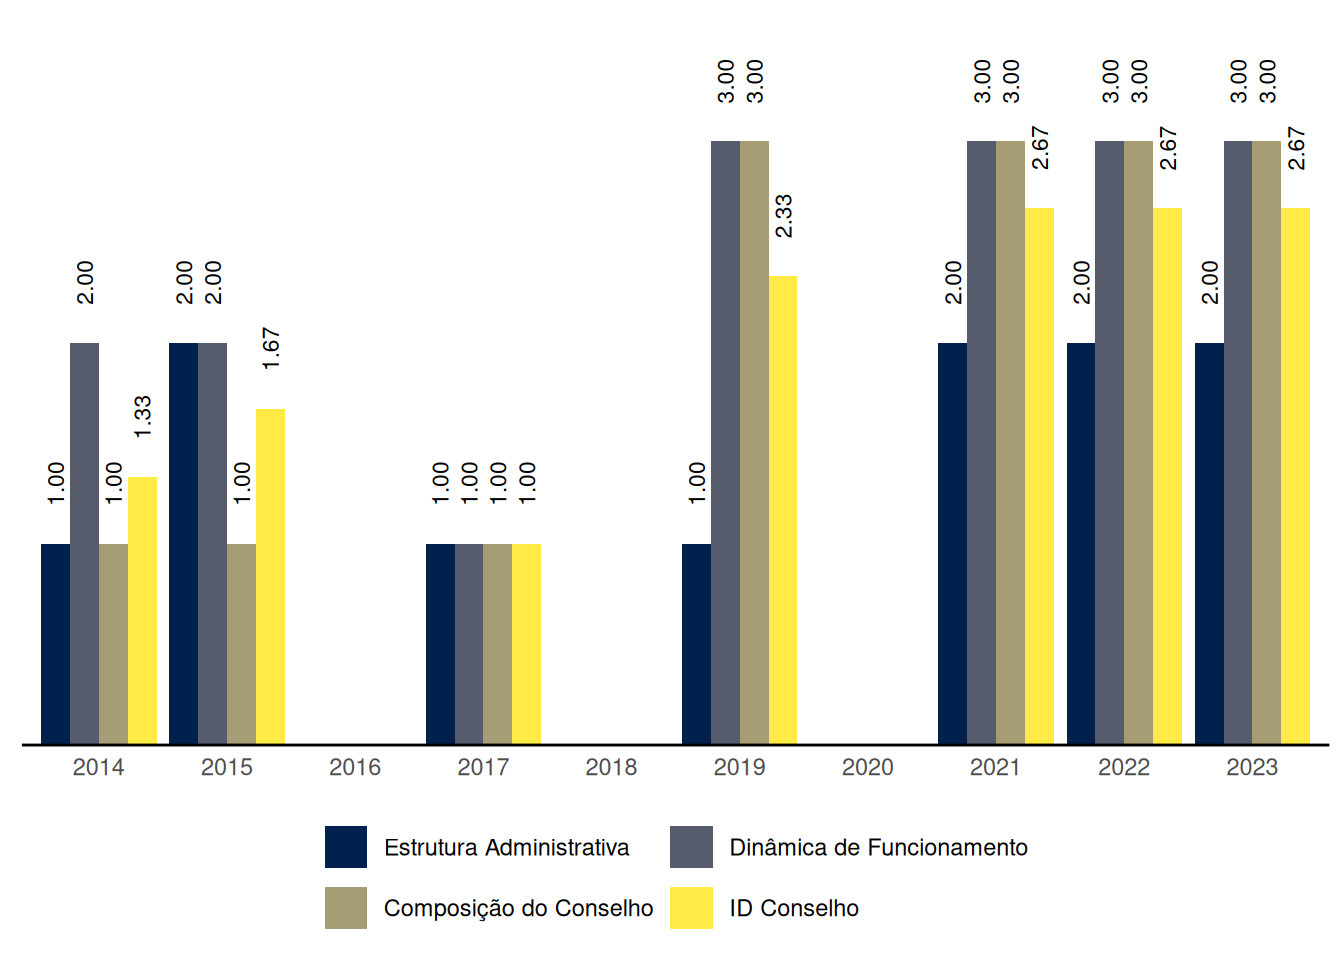 1.00 2.00 1.00 1.33
2.00 2.00 1.00 1.67
1.00 1.00 1.00 1.00
1.00 3.00 3.00 2.33
2.00 3.00 3.00 2.67
2.00 3.00 3.00 2.67
2.00 3.00 3.00 2.67
2014 2015 2016 2017 2018 2019 2020 2021 2022 2023
Estrutura Administrativa Dinâmica de Funcionamento
Composição do Conselho ID Conselho